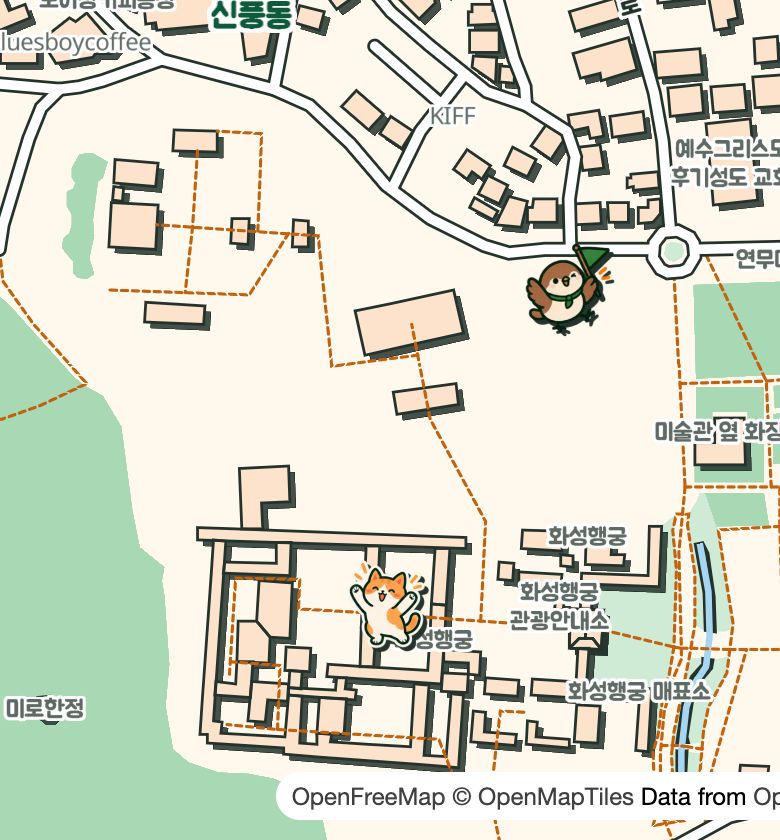 신풍동
luesboycoffee
KIFF
예수그리스도
후기성도 교회
연무대
미술관 옆 화장
화성행궁
화성행궁
관광안내소
성행궁
화성행궁 매표소
미로한정
OpenFreeMap © OpenMapTiles Data from Op